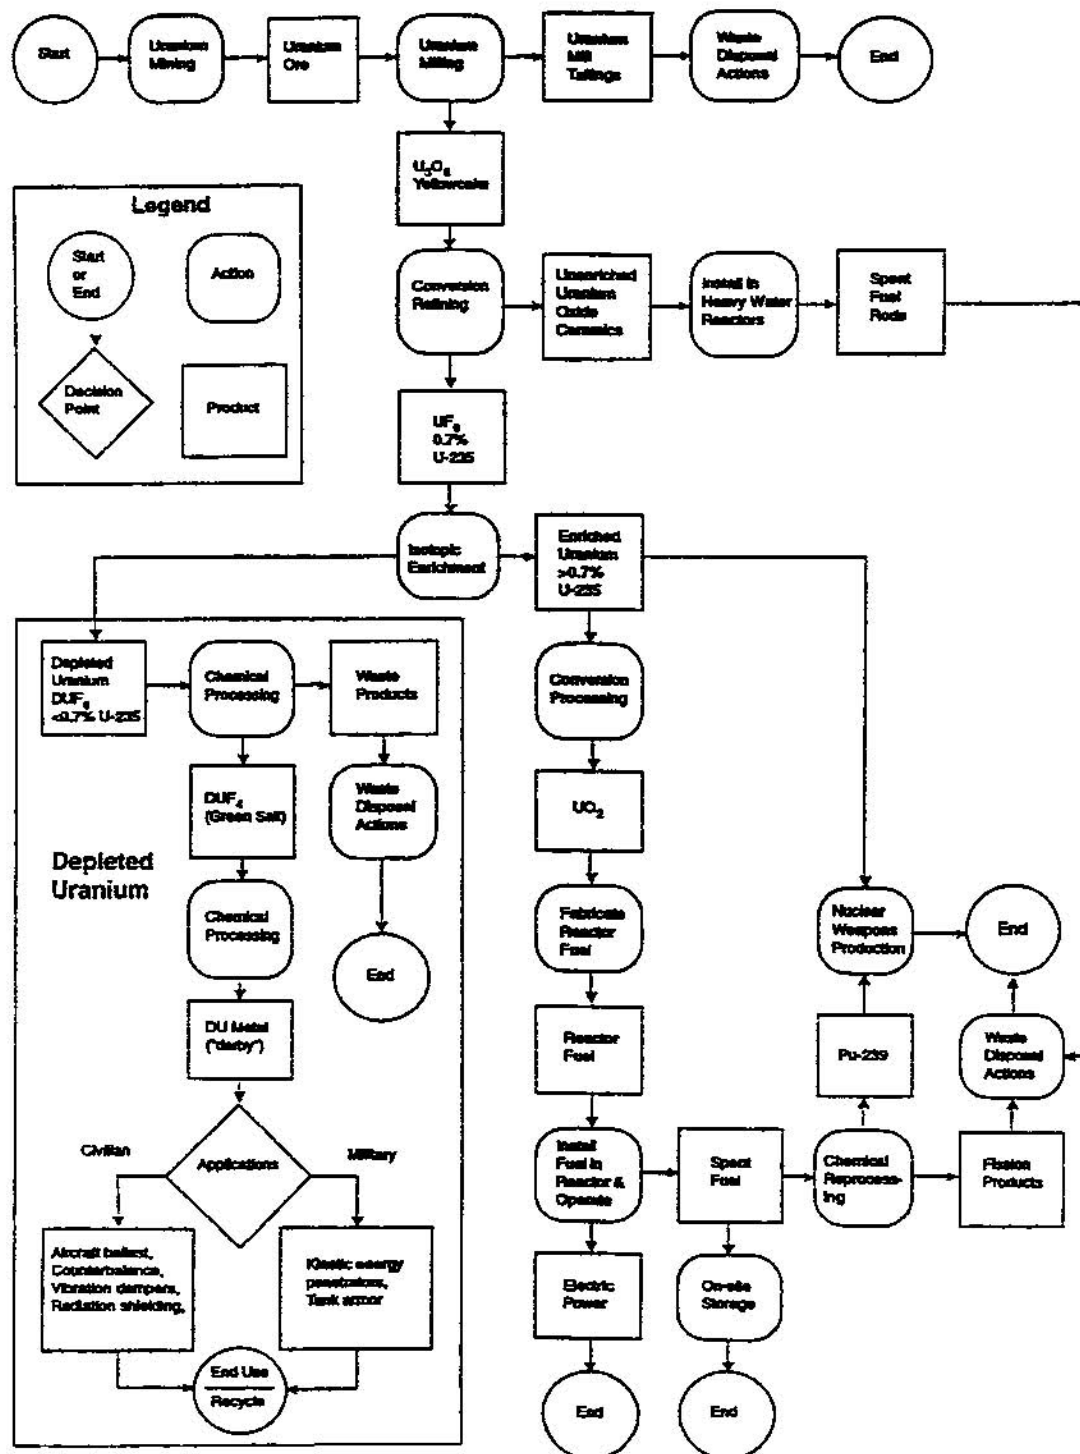 Start
Uranium
Mining
Uranium
Ore
Uranium
Milling
Uranium
Mill
Tailings
Waste
Disposal
Actions
End
U₃O₈
Yellowcake
Legend
Start
or
End
Action
Decision
Point
Product
Conversion
Refining
Unenriched
Uranium
Oxide
Ceramics
Install in
Heavy Water
Reactors
Spent
Fuel
Rods
UF₆
0.7%
U-235
Isotopic
Enrichment
Enriched
Uranium
>0.7%
U-235
Depleted
Uranium
DUF₆
<0.7% U-235
Chemical
Processing
Waste
Products
Conversion
Processing
DUF₄
(Green Salt)
Waste
Disposal
Actions
UO₂
Depleted
Uranium
Chemical
Processing
End
Fabricate
Reactor
Fuel
Nuclear
Weapons
Production
End
DU Metal
("derby")
Reactor
Fuel
Pu-239
Waste
Disposal
Actions
Civilian
Applications
Military
Install
Fuel in
Reactor &
Operate
Spent
Fuel
Chemical
Reprocess-
ing
Fission
Products
Aircraft ballast,
Counterbalance,
Vibration dampers,
Radiation shielding,
Kinetic energy
penetrators,
Tank armor
Electric
Power
On-site
Storage
End Use
Recycle
End
End